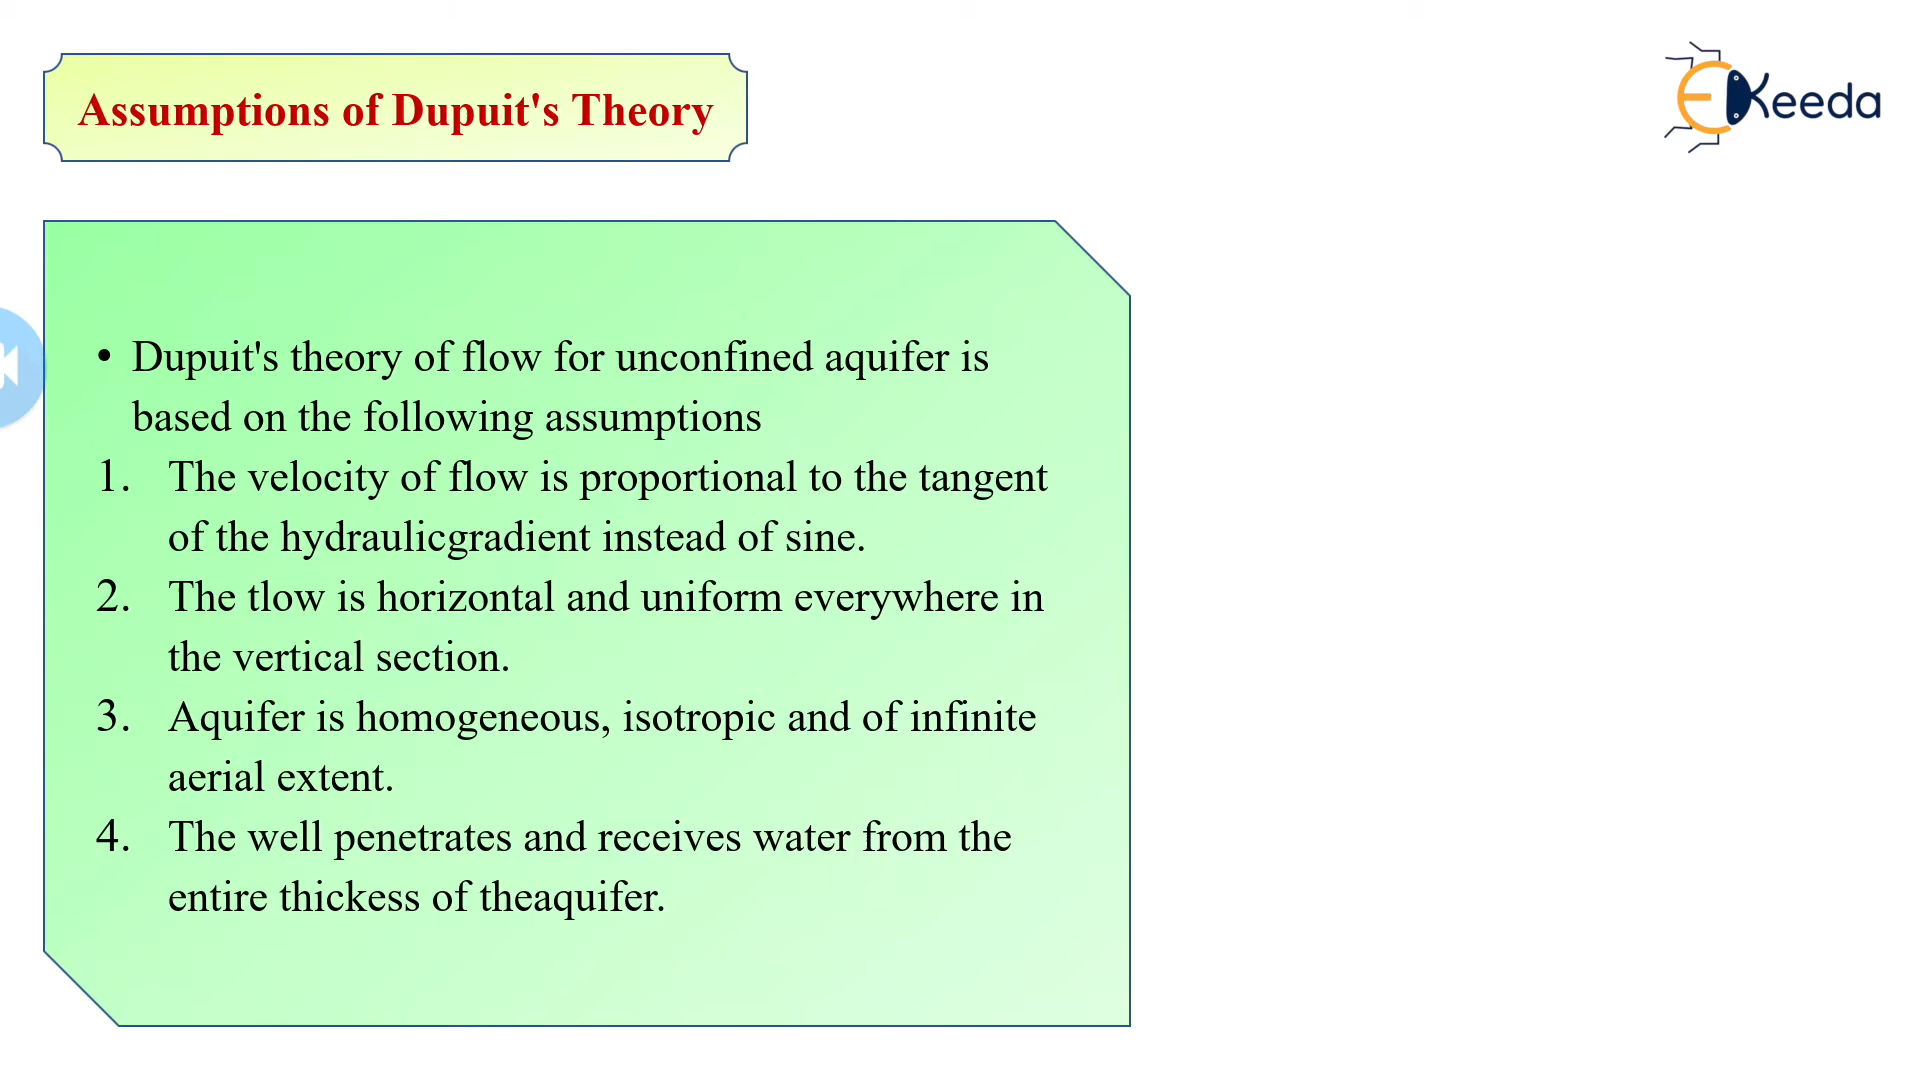 Assumptions of Dupuit's Theory
EKeeda
• Dupuit's theory of flow for unconfined aquifer is
based on the following assumptions
1. The velocity of flow is proportional to the tangent
of the hydraulicgradient instead of sine.
2. The tlow is horizontal and uniform everywhere in
the vertical section.
3. Aquifer is homogeneous, isotropic and of infinite
aerial extent.
4. The well penetrates and receives water from the
entire thickess of theaquifer.